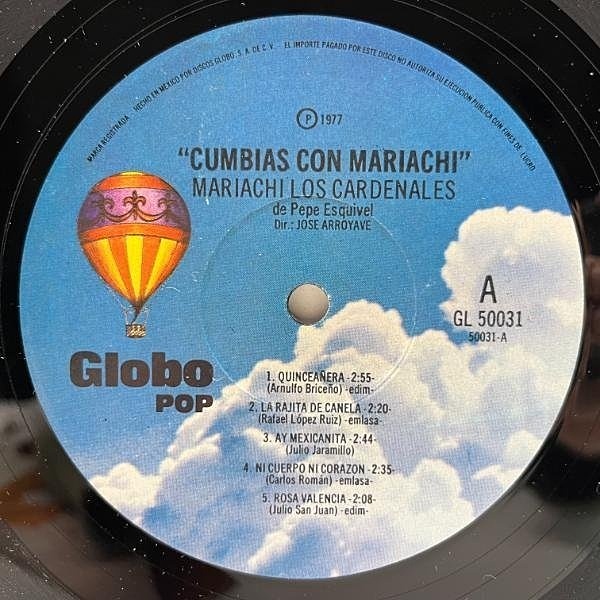 MARCA REGISTRADA · HECHO EN MEXICO POR DISCOS GLOBO, S. A. DE C. V. EL IMPORTE PAGADO POR ESTE DISCO NO AUTORIZA SU EJECUCION PUBLICA CON FINES DE LUCRO
Ⓟ 1977
"CUMBIAS CON MARIACHI"
MARIACHI LOS CARDENALES
de Pepe Esquivel
Dir.: JOSE ARROYAVE
A
GL 50031
50031-A
Globo
POP
1. QUINCEAÑERA -2:55-
(Arnulfo Briceño) -edim-
2. LA RAJITA DE CANELA -2:20-
(Rafael López Ruiz) -emlasa-
3. AY MEXICANITA -2:44-
(Julio Jaramillo)
4. NI CUERPO NI CORAZON -2:35-
(Carlos Román) -emlasa-
5. ROSA VALENCIA -2:08-
(Julio San Juan) -edim-